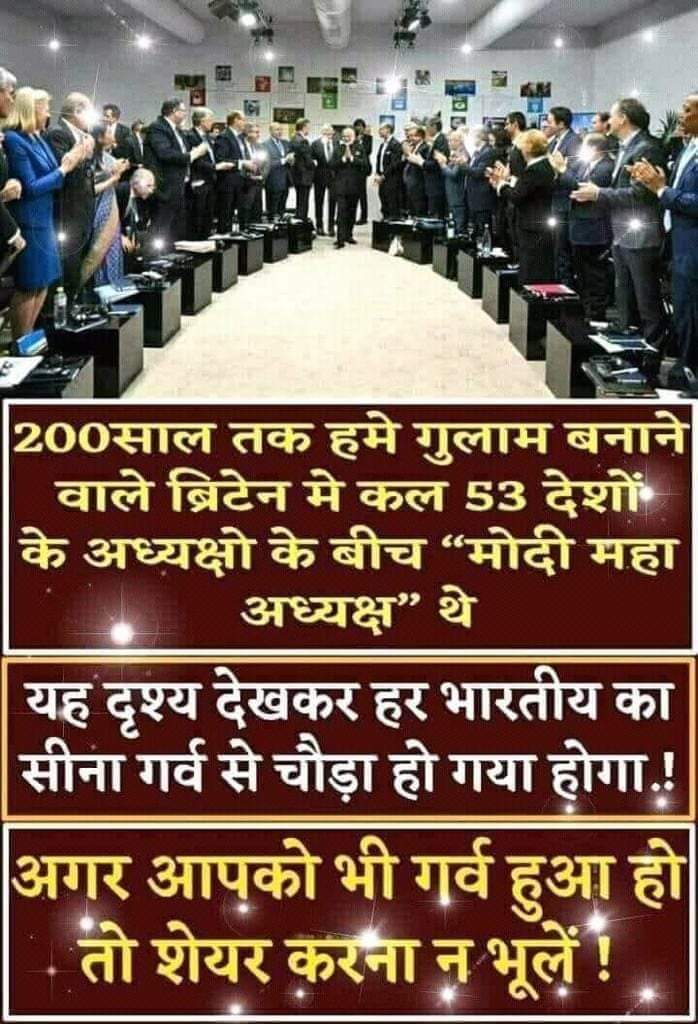 200साल तक हमे गुलाम बनाने
वाले ब्रिटेन मे कल 53 देशों
के अध्यक्षो के बीच “मोदी महा
अध्यक्ष” थे
यह दृश्य देखकर हर भारतीय का
सीना गर्व से चौड़ा हो गया होगा.!
अगर आपको भी गर्व हुआ हो
तो शेयर करना न भूलें !